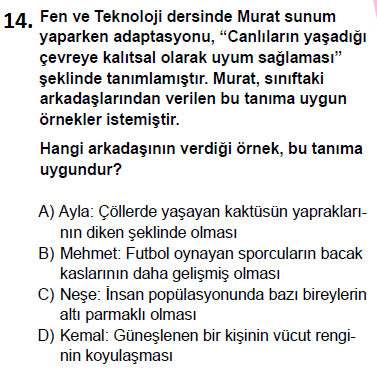 14. Fen ve Teknoloji dersinde Murat sunum
yaparken adaptasyonu, “Canlıların yaşadığı
çevreye kalıtsal olarak uyum sağlaması”
şeklinde tanımlamıştır. Murat, sınıftaki
arkadaşlarından verilen bu tanıma uygun
örnekler istemiştir.
Hangi arkadaşının verdiği örnek, bu tanıma
uygundur?
A) Ayla: Çöllerde yaşayan kaktüsün yaprakları-
nın diken şeklinde olması
B) Mehmet: Futbol oynayan sporcuların bacak
kaslarının daha gelişmiş olması
C) Neşe: İnsan popülasyonunda bazı bireylerin
altı parmaklı olması
D) Kemal: Güneşlenen bir kişinin vücut rengi-
nin koyulaşması